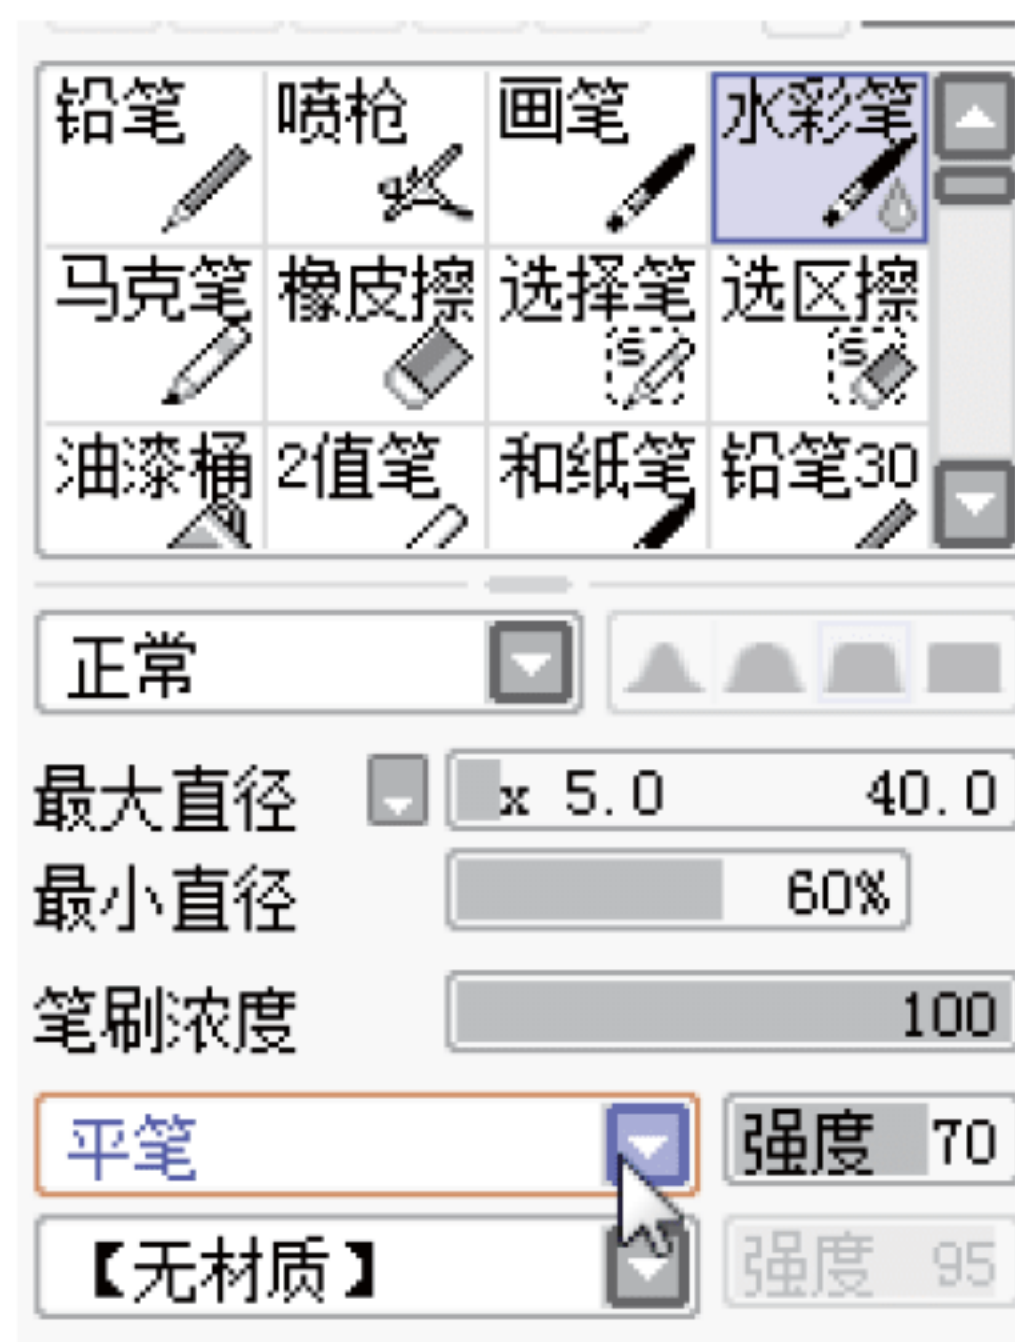 铅笔 喷枪 画笔 水彩笔
马克笔 橡皮擦 选择笔 选区擦
S S
油漆桶 2值笔 和纸笔 铅笔30
正常
最大直径 x 5.0 40.0
最小直径 60%
笔刷浓度 100
平笔 强度 70
【无材质】 强度 95